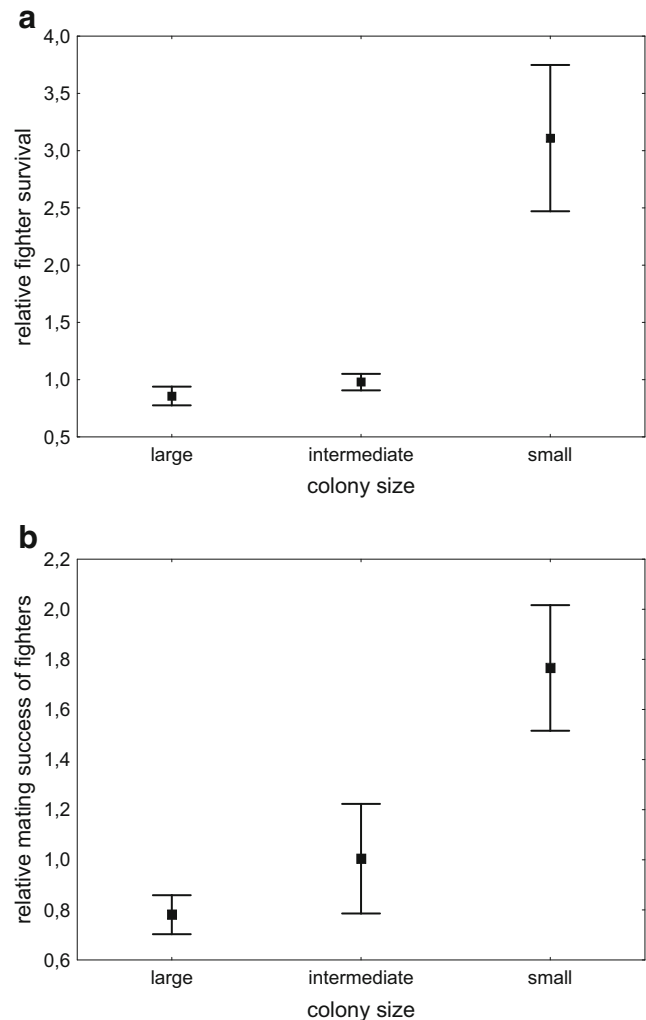 a
4,0
3,5
3,0
2,5
2,0
1,5
1,0
0,5
relative fighter survival
large intermediate small
colony size
b
2,2
2,0
1,8
1,6
1,4
1,2
1,0
0,8
0,6
relative mating success of fighters
large intermediate small
colony size